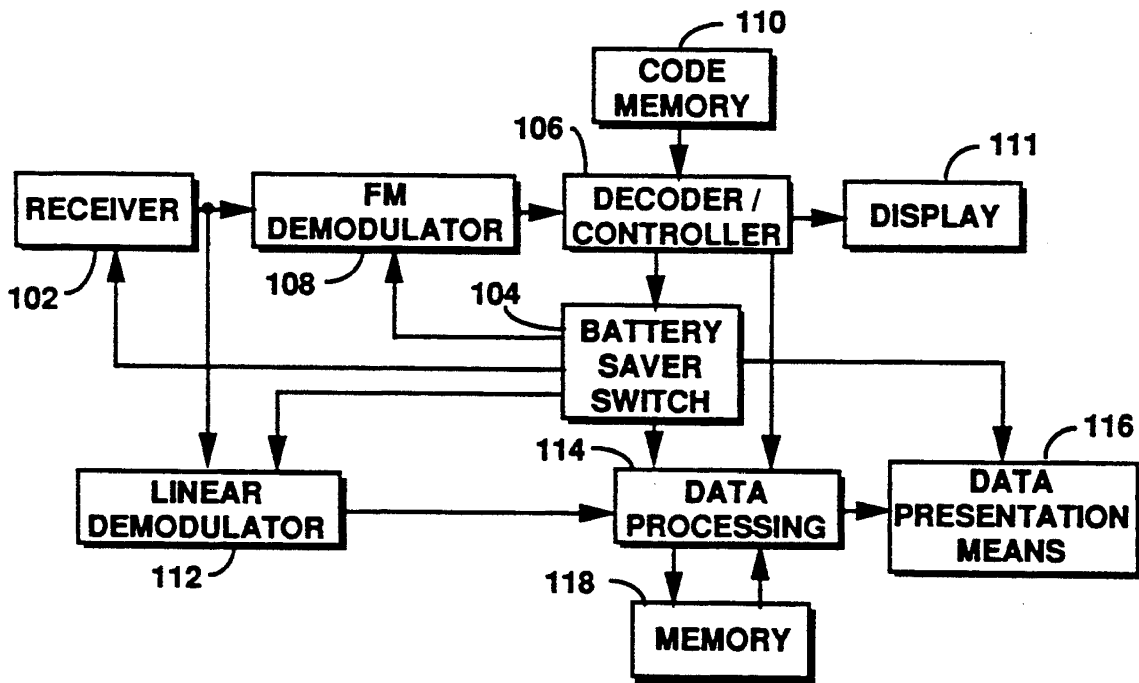 110
CODE
MEMORY
106
111
RECEIVER
FM
DEMODULATOR
DECODER /
CONTROLLER
DISPLAY
102
108
104
BATTERY
SAVER
SWITCH
114
116
LINEAR
DEMODULATOR
DATA
PROCESSING
DATA
PRESENTATION
MEANS
112
118
MEMORY